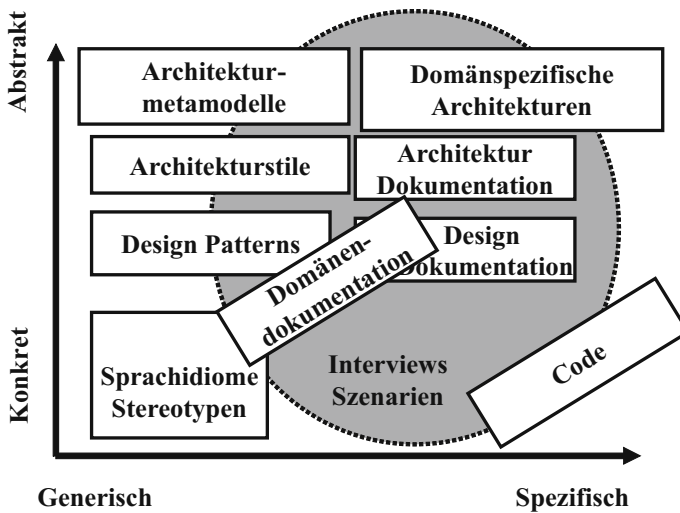 Abstrakt
Architektur-
metamodelle
Domänspezifische
Architekturen
Architekturstile
Architektur
Dokumentation
Design Patterns
Domänen-
dokumentation
Design
Dokumentation
Konkret
Sprachidiome
Stereotypen
Interviews
Szenarien
Code
Generisch
Spezifisch